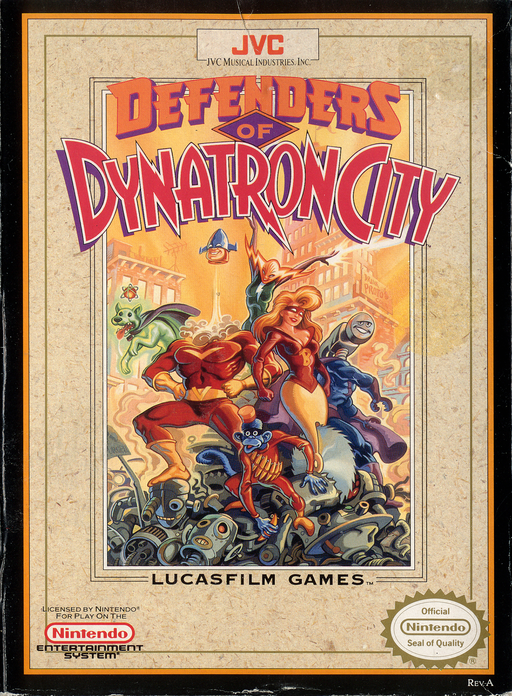 JVC
JVC MUSICAL INDUSTRIES, INC.
DEFENDERS
OF
DYNATRON CITY
LUCASFILM GAMES™
LICENSED BY NINTENDO®
FOR PLAY ON THE
Nintendo
ENTERTAINMENT
SYSTEM®
Official
Nintendo
Seal of Quality
®
REV-A